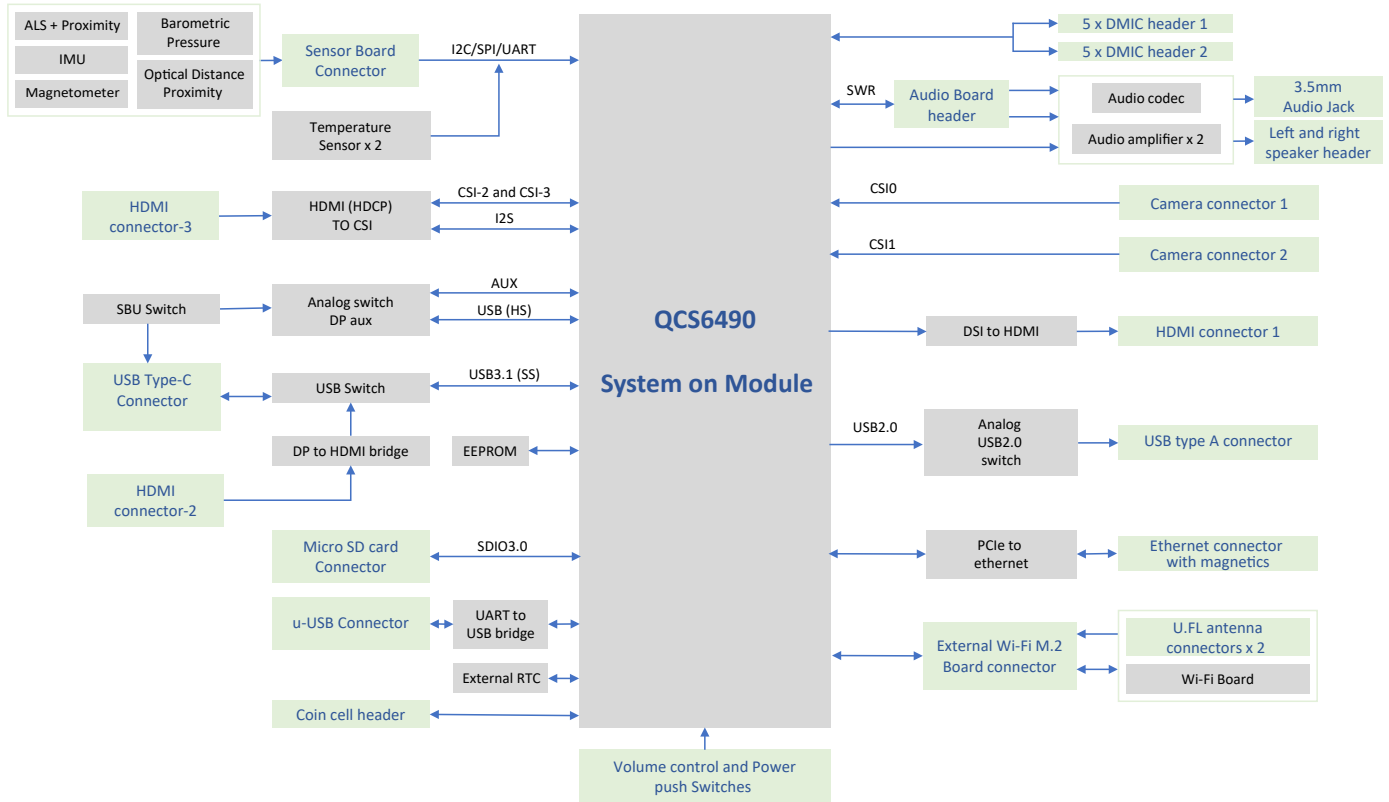 ALS + Proximity
IMU
Magnetometer
Barometric
Pressure
Optical Distance
Proximity
Sensor Board
Connector
I2C/SPI/UART
Temperature
Sensor x 2
HDMI
connector-3
HDMI (HDCP)
TO CSI
CSI-2 and CSI-3
I2S
SBU Switch
Analog switch
DP aux
AUX
USB (HS)
USB Type-C
Connector
USB Switch
USB3.1 (SS)
DP to HDMI bridge
EEPROM
HDMI
connector-2
Micro SD card
Connector
SDIO3.0
u-USB Connector
UART to
USB bridge
External RTC
Coin cell header
QCS6490
System on Module
Volume control and Power
push Switches
5 x DMIC header 1
5 x DMIC header 2
SWR
Audio Board
header
Audio codec
Audio amplifier x 2
3.5mm
Audio Jack
Left and right
speaker header
CSI0
Camera connector 1
CSI1
Camera connector 2
DSI to HDMI
HDMI connector 1
USB2.0
Analog
USB2.0
switch
USB type A connector
PCIe to
ethernet
Ethernet connector
with magnetics
External Wi-Fi M.2
Board connector
U.FL antenna
connectors x 2
Wi-Fi Board